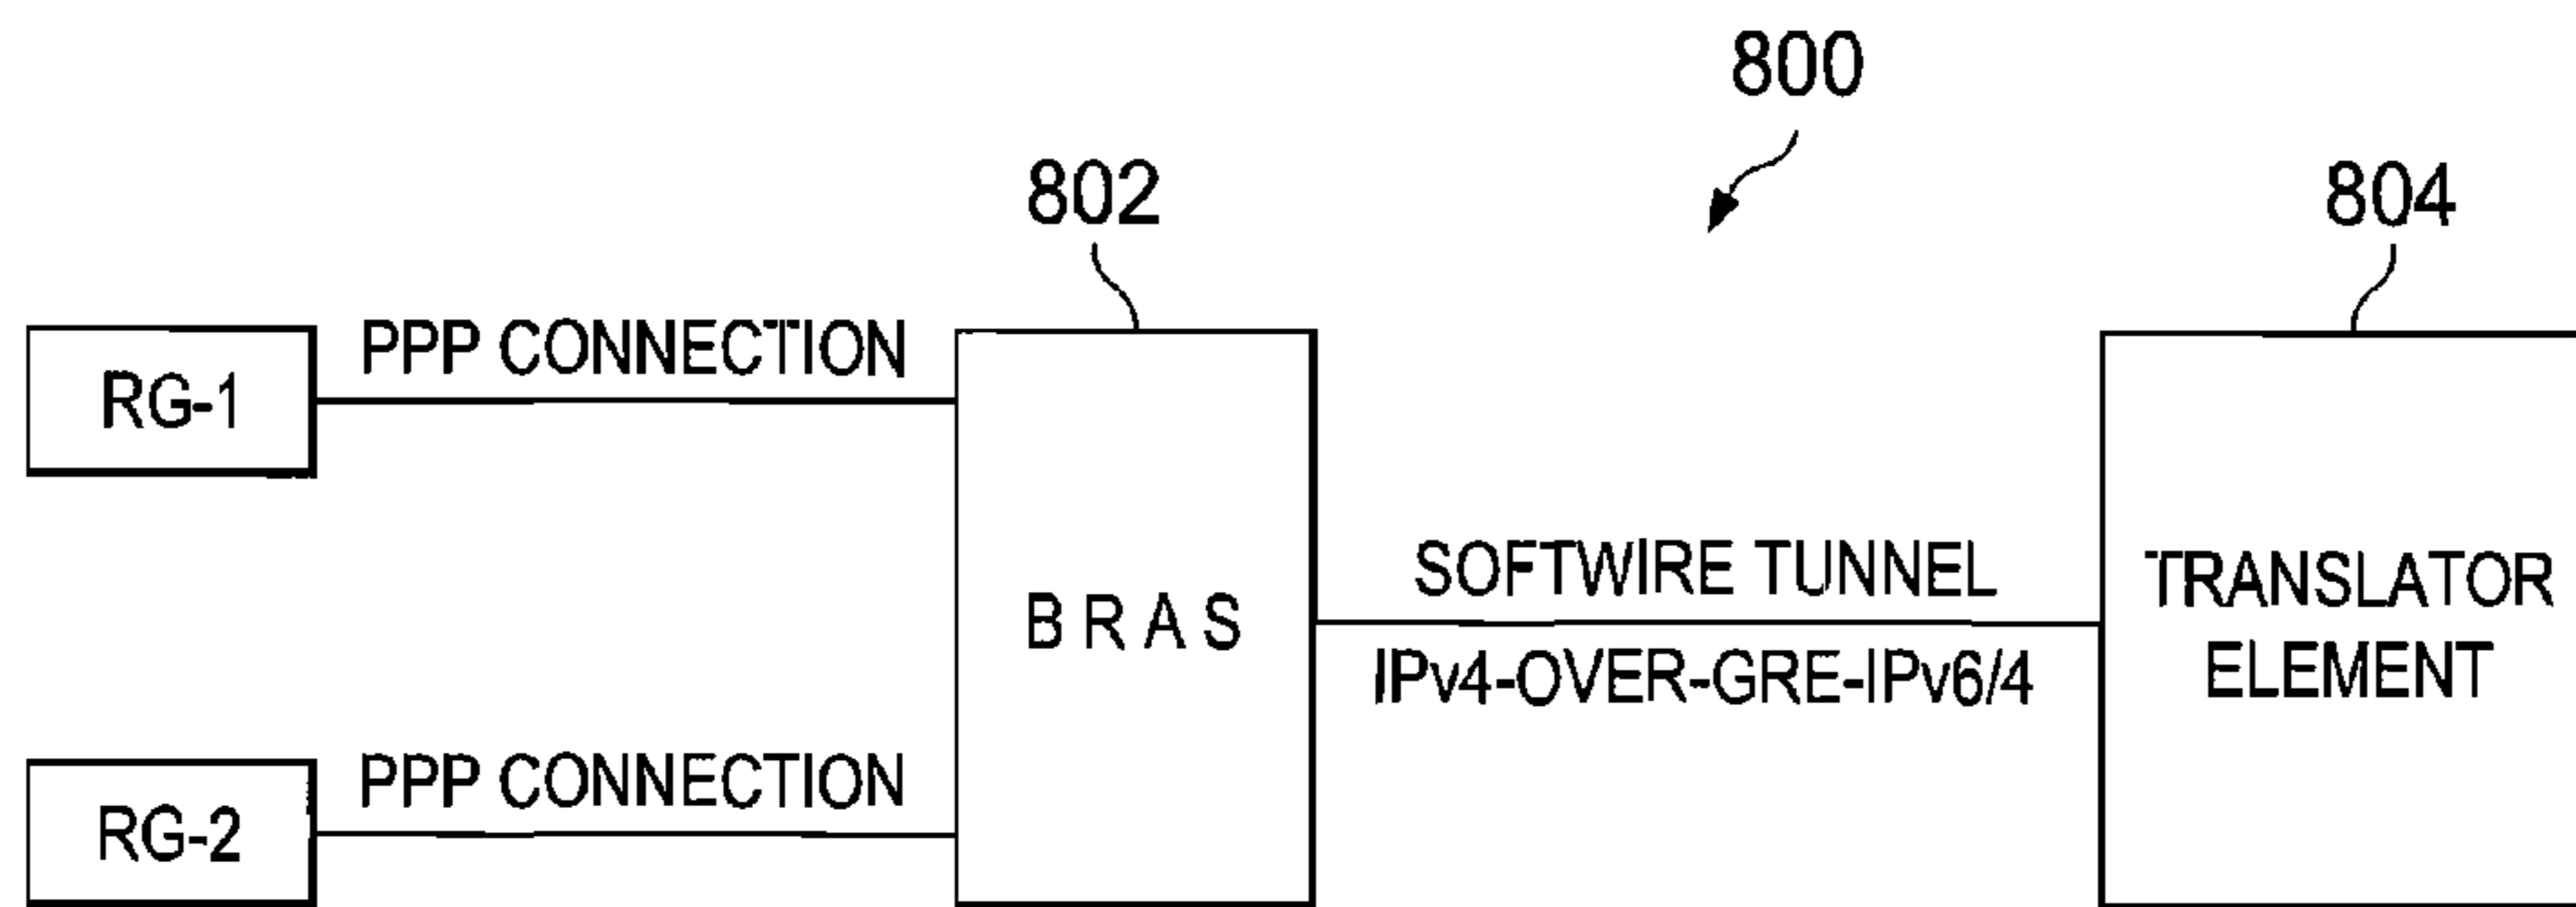 800
802
804
RG-1
PPP CONNECTION
B R A S
SOFTWIRE TUNNEL
IPv4-OVER-GRE-IPv6/4
TRANSLATOR
ELEMENT
RG-2
PPP CONNECTION